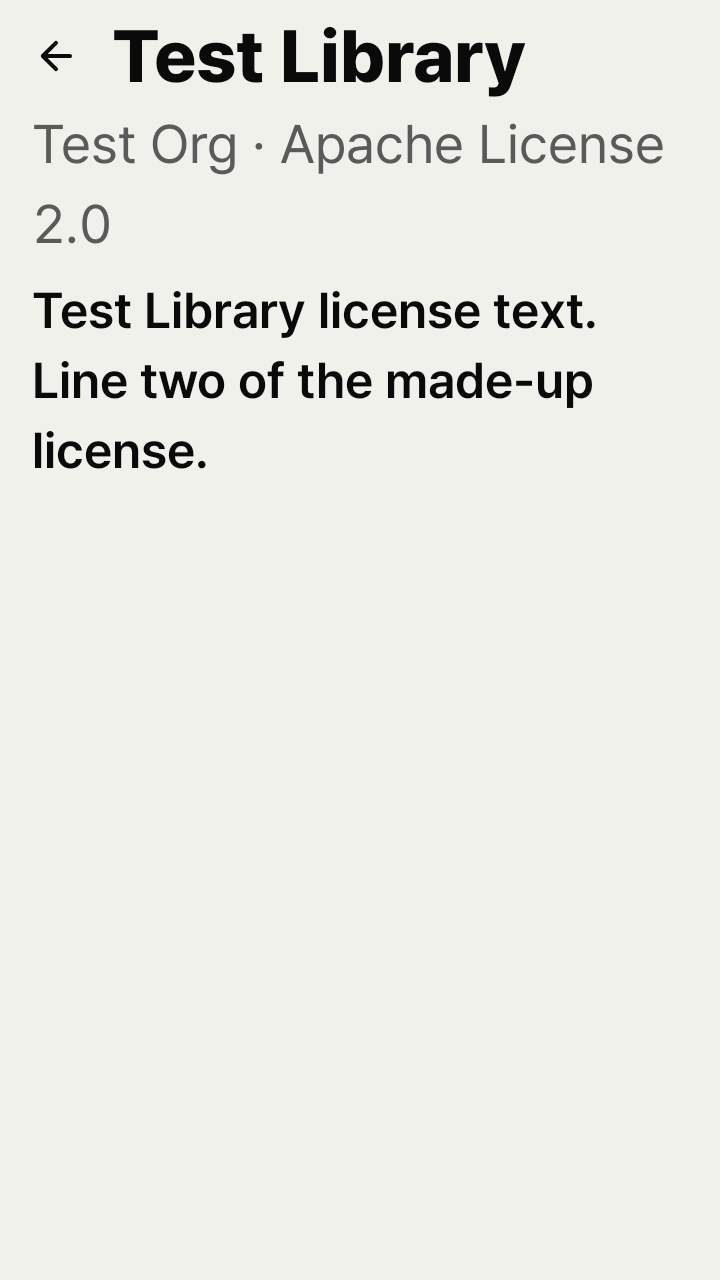 Test Library
Test Org · Apache License
2.0
Test Library license text.
Line two of the made-up
license.